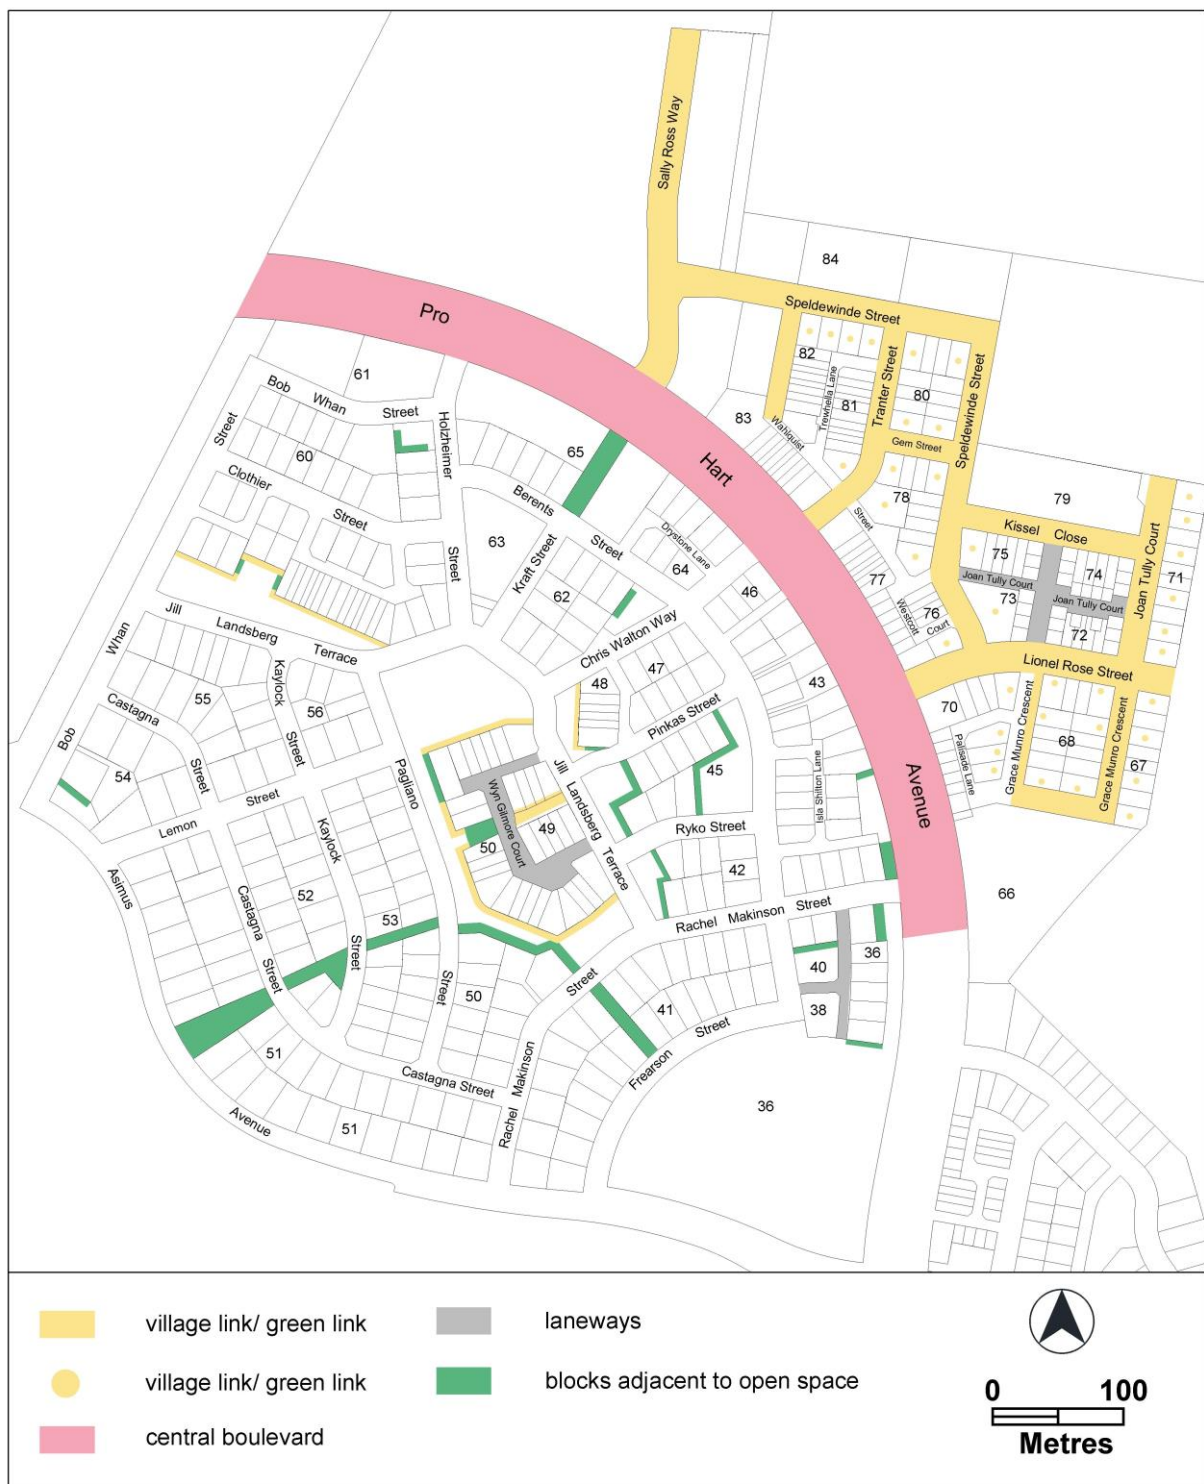 Sally Ross Way
84
Speldewinde Street
Pro
82
Trewhella Lane
Tranter Street
61
Bob
Whan
Street
81
80
Speldewinde Street
Holzheimer
83
Wahlquist
Street
60
65
Hart
Gem Street
Clothier
Berents
78
79
Street
Street
Kissel Close
Drystone Lane
Street
63
Kraft Street
Street
64
75
Joan Tully Court
74
71
Joan Tully Court
77
62
46
73
Joan Tully Court
Jill
Landsberg
Terrace
Westcott
Court
76
72
Whan
Chris Walton Way
47
Lionel Rose Street
Kaylock
48
43
55
Castagna
56
Pinkas Street
70
Grace Munro Crescent
68
Bob
Street
Palisade Lane
54
Street
Pagliano
Jill
Landsberg
Terrace
45
Isla Shilton Lane
Avenue
Grace Munro Crescent
67
Street
Lemon
Wyn Gilmore Court
49
50
Ryko Street
Kaylock
42
Asimus
52
66
Castagna
53
Rachel Makinson Street
Street
36
Street
40
Street
50
Street
41
38
Street
51
Frearson
Castagna Street
Rachel Makinson
36
Avenue
51
village link/ green link
laneways
village link/ green link
blocks adjacent to open space
central boulevard
0 100
Metres